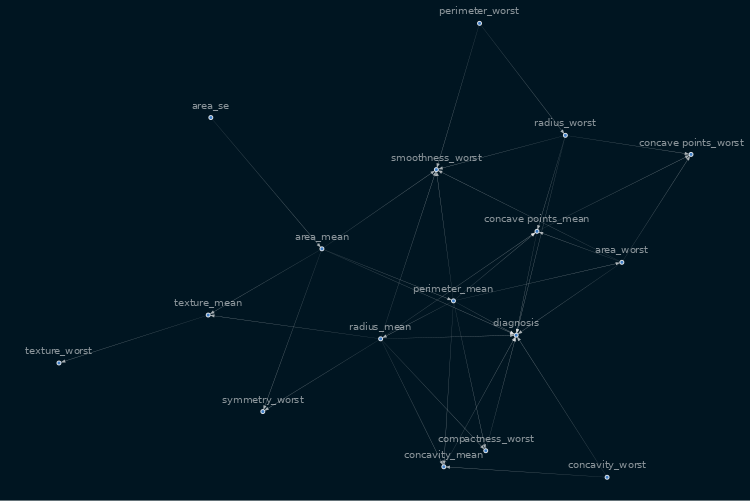 perimeter_worst
area_se
radius_worst
concave points_worst
smoothness_worst
concave points_mean
area_mean
area_worst
perimeter_mean
texture_mean
diagnosis
radius_mean
texture_worst
symmetry_worst
compactness_worst
concavity_mean
concavity_worst